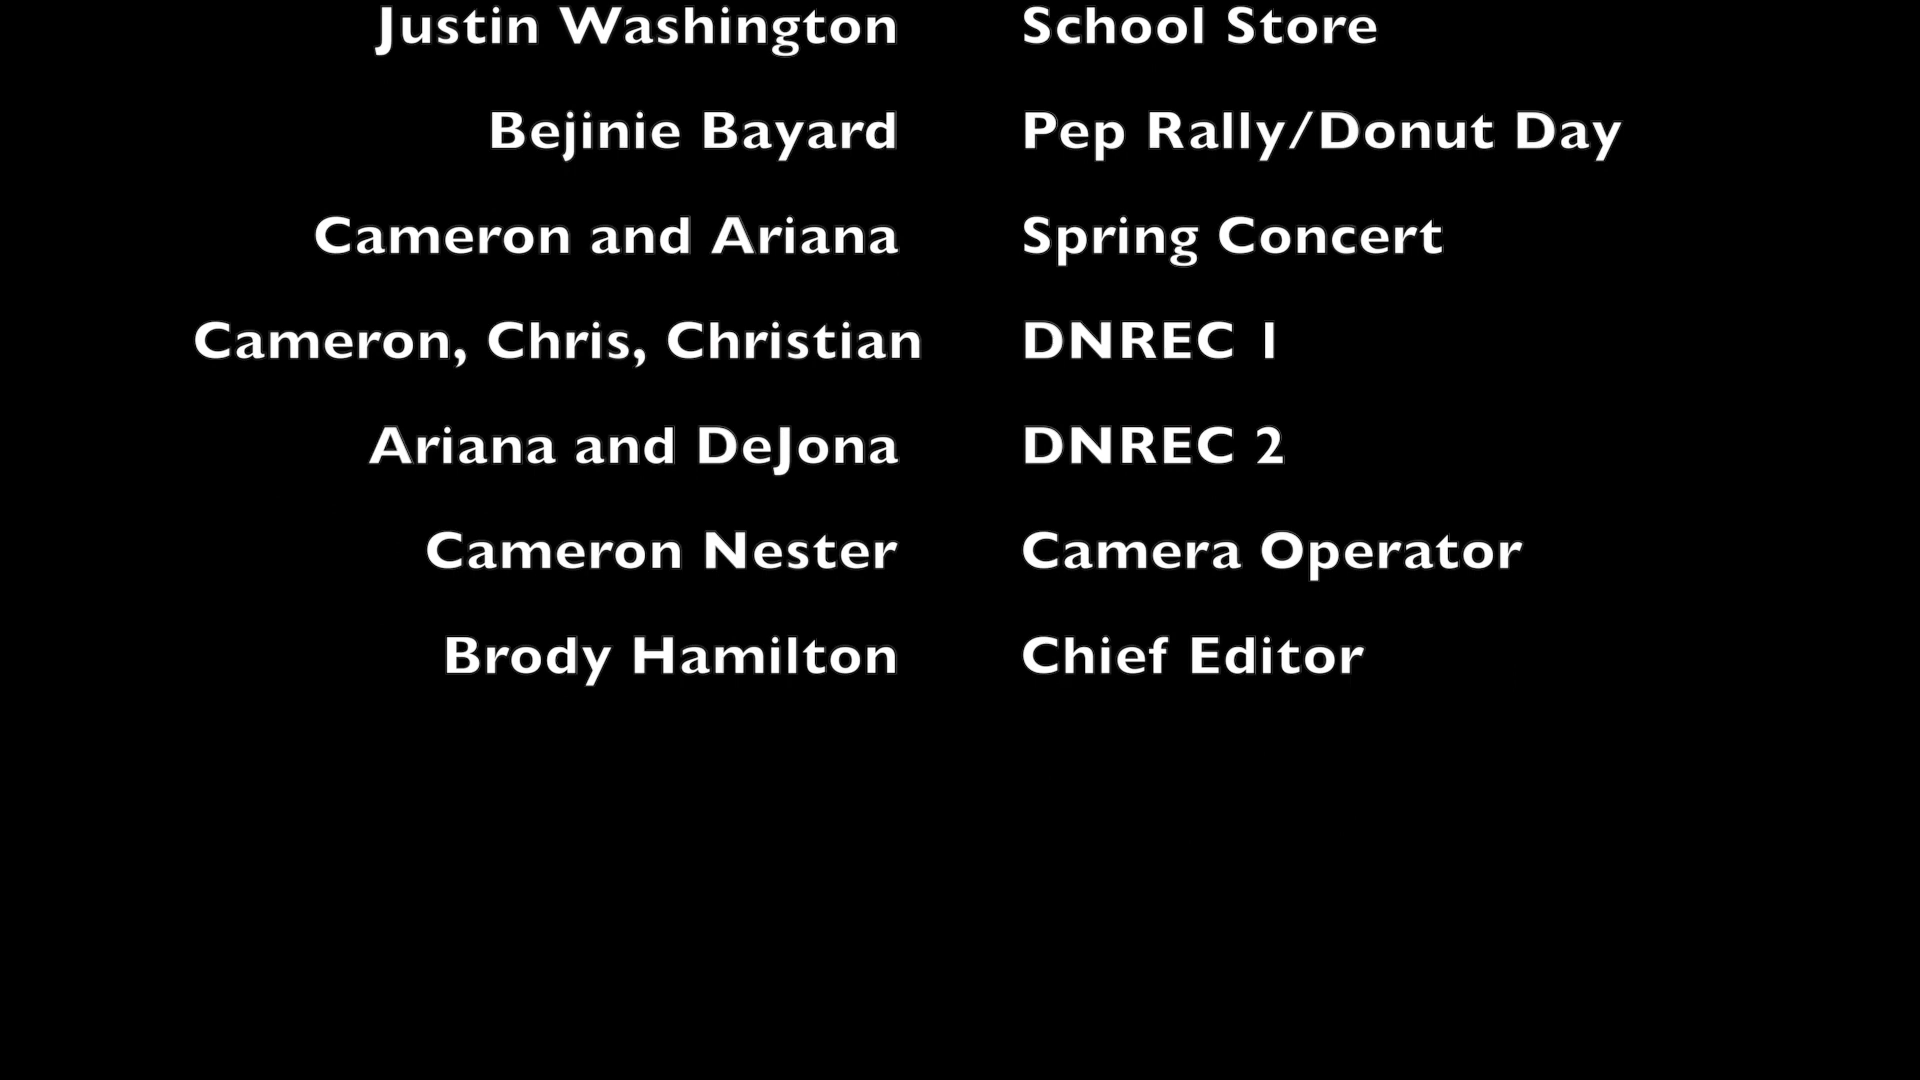 Justin Washington School Store
Bejinie Bayard Pep Rally/Donut Day
Cameron and Ariana Spring Concert
Cameron, Chris, Christian DNREC 1
Ariana and DeJona DNREC 2
Cameron Nester Camera Operator
Brody Hamilton Chief Editor